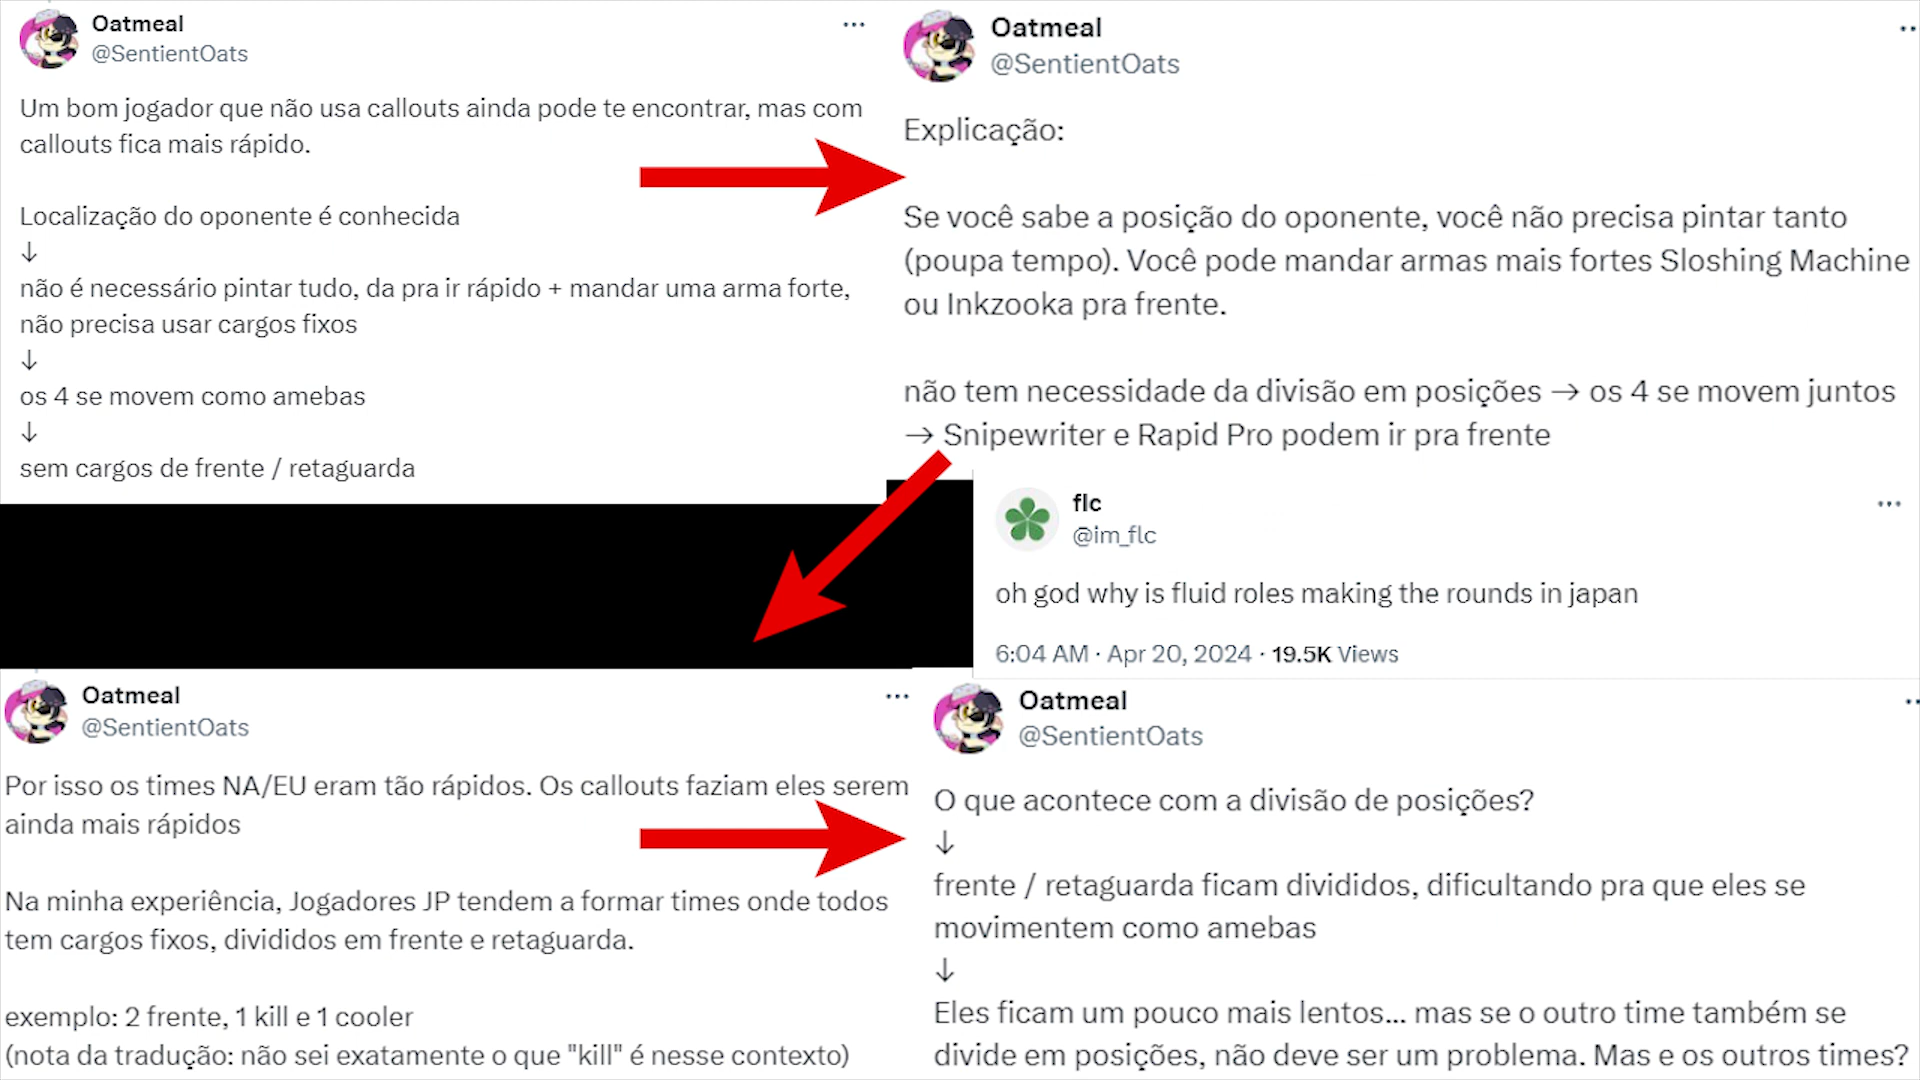 Oatmeal
@SentientOats
Um bom jogador que não usa callouts ainda pode te encontrar, mas com
callouts fica mais rápido.
Localização do oponente é conhecida
↓
não é necessário pintar tudo, da pra ir rápido + mandar uma arma forte,
não precisa usar cargos fixos
↓
os 4 se movem como amebas
↓
sem cargos de frente / retaguarda
Oatmeal
@SentientOats
Explicação:
Se você sabe a posição do oponente, você não precisa pintar tanto
(poupa tempo). Você pode mandar armas mais fortes Sloshing Machine
ou Inkzooka pra frente.
não tem necessidade da divisão em posições → os 4 se movem juntos
→ Snipewriter e Rapid Pro podem ir pra frente
flc
@im_flc
oh god why is fluid roles making the rounds in japan
6:04 AM · Apr 20, 2024 · 19.5K Views
Oatmeal
@SentientOats
Por isso os times NA/EU eram tão rápidos. Os callouts faziam eles serem
ainda mais rápidos
Na minha experiência, Jogadores JP tendem a formar times onde todos
tem cargos fixos, divididos em frente e retaguarda.
exemplo: 2 frente, 1 kill e 1 cooler
(nota da tradução: não sei exatamente o que "kill" é nesse contexto)
Oatmeal
@SentientOats
O que acontece com a divisão de posições?
↓
frente / retaguarda ficam divididos, dificultando pra que eles se
movimentem como amebas
↓
Eles ficam um pouco mais lentos... mas se o outro time também se
divide em posições, não deve ser um problema. Mas e os outros times?